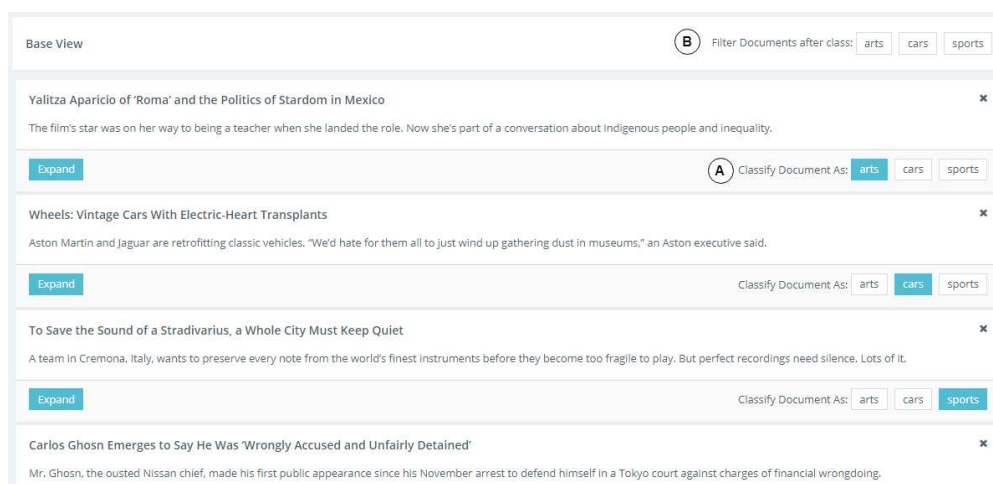 Base View B Filter Documents after class: arts cars sports
Yalitza Aparicio of ‘Roma’ and the Politics of Stardom in Mexico ×
The film’s star was on her way to being a teacher when she landed the role. Now she’s part of a conversation about Indigenous people and inequality.
Expand A Classify Document As: arts cars sports
Wheels: Vintage Cars With Electric-Heart Transplants ×
Aston Martin and Jaguar are retrofitting classic vehicles. “We’d hate for them all to just wind up gathering dust in museums,” an Aston executive said.
Expand Classify Document As: arts cars sports
To Save the Sound of a Stradivarius, a Whole City Must Keep Quiet ×
A team in Cremona, Italy, wants to preserve every note from the world’s finest instruments before they become too fragile to play. But perfect recordings need silence. Lots of it.
Expand Classify Document As: arts cars sports
Carlos Ghosn Emerges to Say He Was ‘Wrongly Accused and Unfairly Detained’ ×
Mr. Ghosn, the ousted Nissan chief, made his first public appearance since his November arrest to defend himself in a Tokyo court against charges of financial wrongdoing.